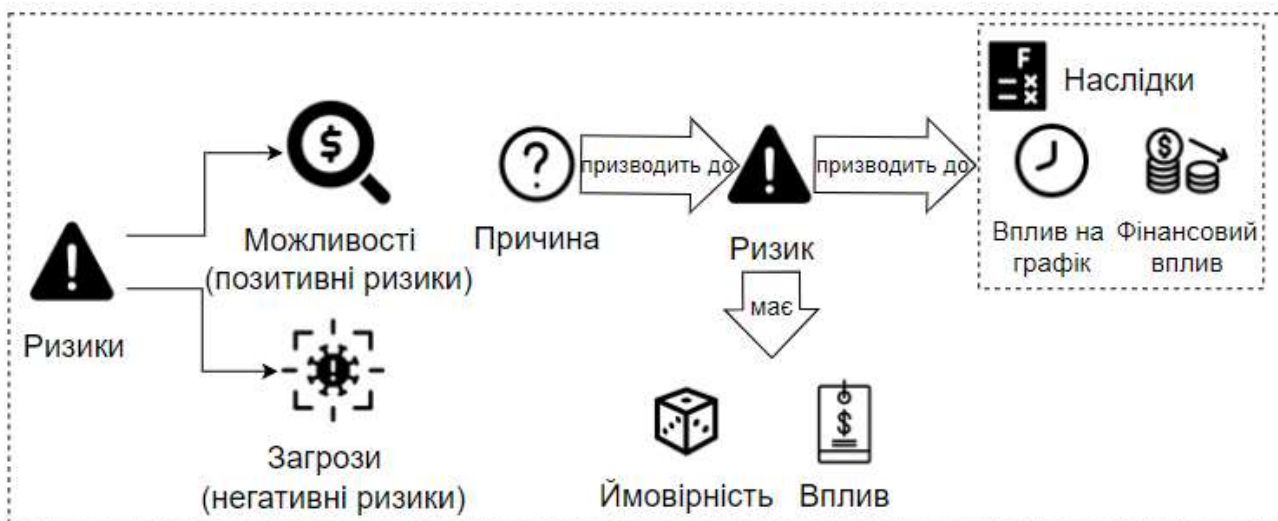 Ризики
Можливості
(позитивні ризики)
Загрози
(негативні ризики)
Причина
призводить до
Ризик
призводить до
має
Ймовірність
Вплив
F
Наслідки
Вплив на
графік
Фінансовий
вплив